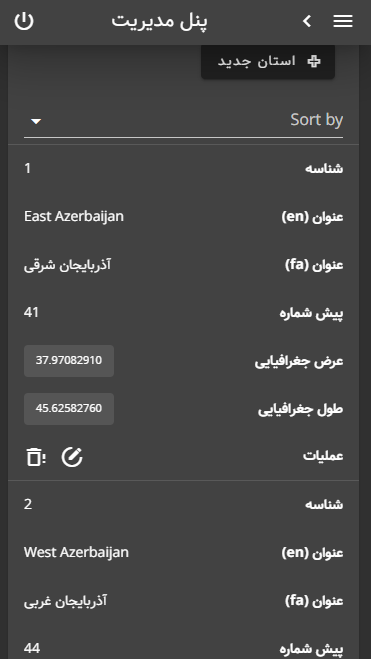 پنل مدیریت
استان جدید
Sort by
شناسه 1
عنوان (en) East Azerbaijan
عنوان (fa) آذربایجان شرقی
پیش شماره 41
عرض جغرافیایی 37.97082910
طول جغرافیایی 45.62582760
عملیات
شناسه 2
عنوان (en) West Azerbaijan
عنوان (fa) آذربایجان غربی
پیش شماره 44